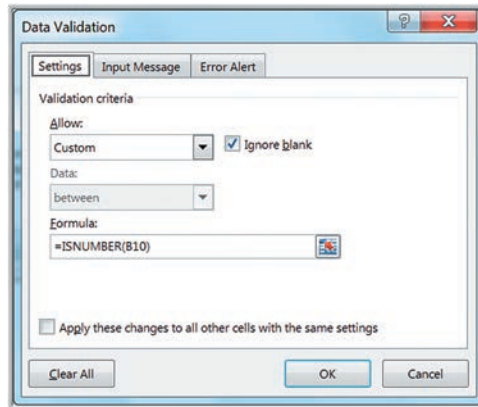 Data Validation
Settings Input Message Error Alert
Validation criteria
Allow:
Custom Ignore blank
Data:
between
Formula:
=ISNUMBER(B10)
Apply these changes to all other cells with the same settings
Clear All OK Cancel